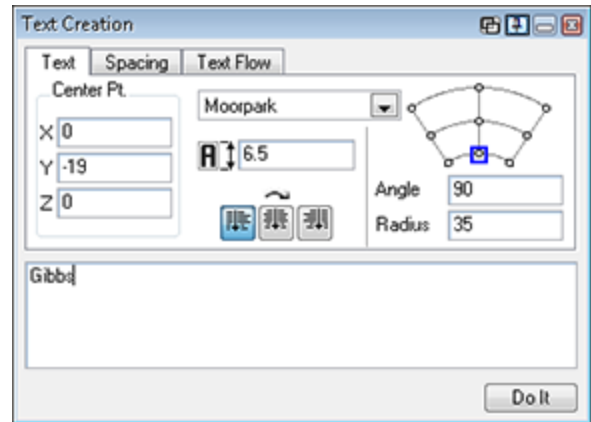 Text Creation
Text Spacing Text Flow
Center Pt.
X 0
Y -19
Z 0
Moorpark
A 6.5
Angle 90
Radius 35
Gibbs
Do It